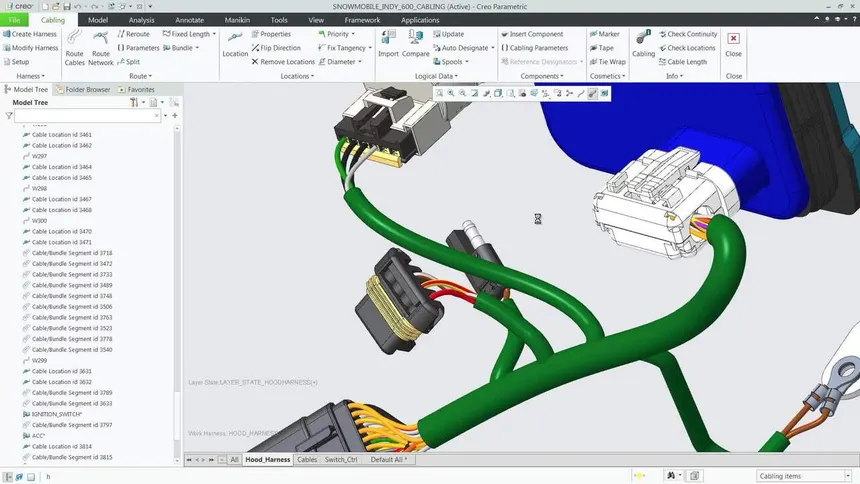 creo
SNOWMOBILE_INDY_600_CABLING (Active) - Creo Parametric
File Cabling Model Analysis Annotate Manikin Tools View Framework Applications
Create Harness
Modify Harness
Setup
Harness
Route Cables
Route Network
Reroute
Parameters
Split
Fixed Length
Bundle
Route
Location
Properties
Flip Direction
Remove Locations
Priority
Fix Tangency
Diameter
Locations
Import
Compare
Update
Auto Designate
Spools
Logical Data
Insert Component
Cabling Parameters
Reference Designators
Components
Marker
Tape
Tie Wrap
Cosmetics
Cabling Info
Check Continuity
Check Locations
Cable Length
Info
Close
Close
Model Tree Folder Browser Favorites
Model Tree
Cable Location id 3461
Cable Location id 3462
W297
Cable Location id 3464
Cable Location id 3465
W298
Cable Location id 3467
Cable Location id 3468
W300
Cable Location id 3470
Cable Location id 3471
Cable/Bundle Segment id 3718
Cable/Bundle Segment id 3472
Cable/Bundle Segment id 3733
Cable/Bundle Segment id 3489
Cable/Bundle Segment id 3748
Cable/Bundle Segment id 3506
Cable/Bundle Segment id 3763
Cable/Bundle Segment id 3523
Cable/Bundle Segment id 3778
Cable/Bundle Segment id 3540
W299
Cable Location id 3631
Cable Location id 3632
Cable/Bundle Segment id 3789
Cable/Bundle Segment id 3633
IGNITION_SWITCH*
Cable/Bundle Segment id 3797
ACC*
Cable Location id 3814
Cable/Bundle Segment id 3815
Layer State:LAYER_STATE_HOODHARNESS(+)
Work Harness: HOOD_HARNESS
All Hood_Harness Cables Switch_Ctrl Default All *
h
Cabling items